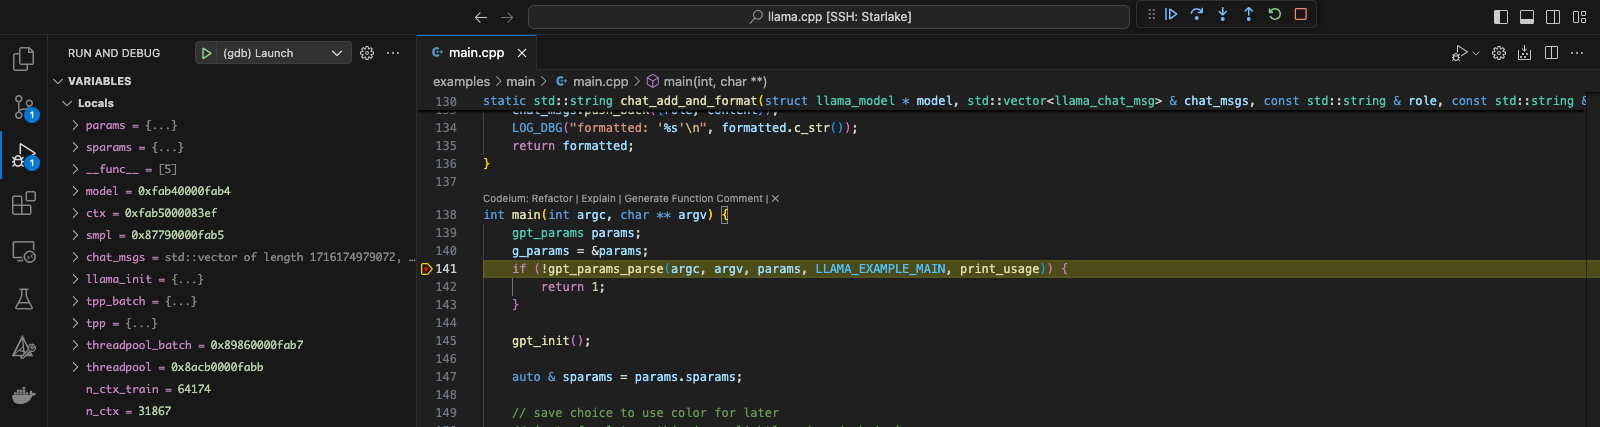 llama.cpp [SSH: Starlake]
RUN AND DEBUG
(gdb) Launch
VARIABLES
Locals
params = {...}
sparams = {...}
__func__ = [5]
model = 0xfab40000fab4
ctx = 0xfab5000083ef
smpl = 0x87790000fab5
chat_msgs = std::vector of length 1716174979072, ...
llama_init = {...}
tpp_batch = {...}
tpp = {...}
threadpool_batch = 0x89860000fab7
threadpool = 0x8acb0000fabb
n_ctx_train = 64174
n_ctx = 31867
1
1
main.cpp
examples > main > main.cpp > main(int, char **)
130 static std::string chat_add_and_format(struct llama_model * model, std::vector<llama_chat_msg> & chat_msgs, const std::string & role, const std::string &
134 LOG_DBG("formatted: '%s'\n", formatted.c_str());
135 return formatted;
136 }
137
Codeium: Refactor | Explain | Generate Function Comment | X
138 int main(int argc, char ** argv) {
139 gpt_params params;
140 g_params = &params;
141 if (!gpt_params_parse(argc, argv, params, LLAMA_EXAMPLE_MAIN, print_usage)) {
142 return 1;
143 }
144
145 gpt_init();
146
147 auto & sparams = params.sparams;
148
149 // save choice to use color for later